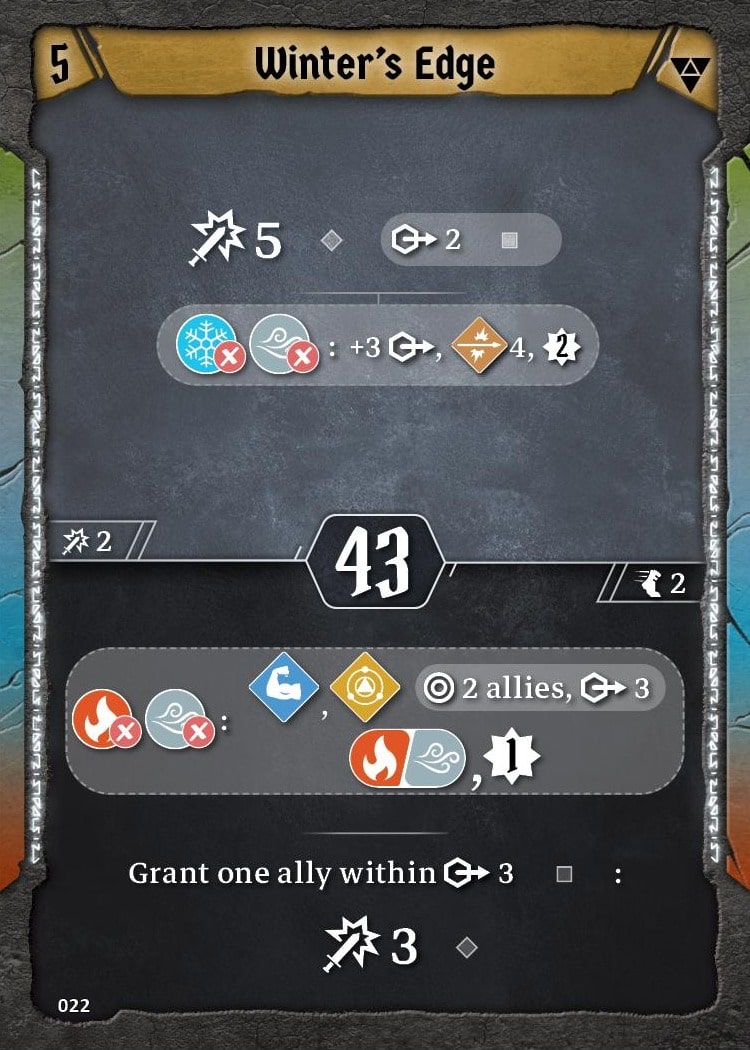 5 Winter's Edge
5 2
: +3 , 4, 2
2
43
2
: , 2 allies, 3
, 1
Grant one ally within 3 :
3
022